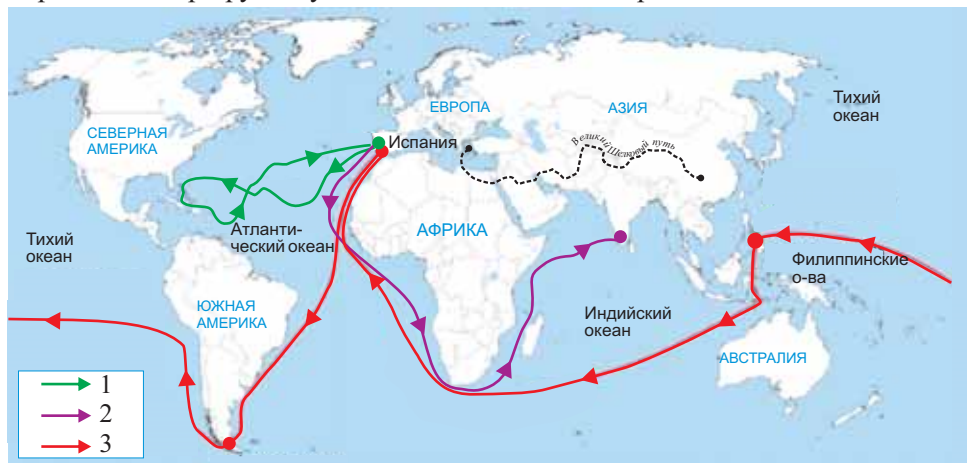 СЕВЕРНАЯ
АМЕРИКА
ЕВРОПА
АЗИЯ
Тихий
океан
Испания
Великий Шелковый путь
Атланти-
ческий океан
АФРИКА
Тихий
океан
Филиппинские
о-ва
ЮЖНАЯ
АМЕРИКА
Индийский
океан
АВСТРАЛИЯ
1
2
3